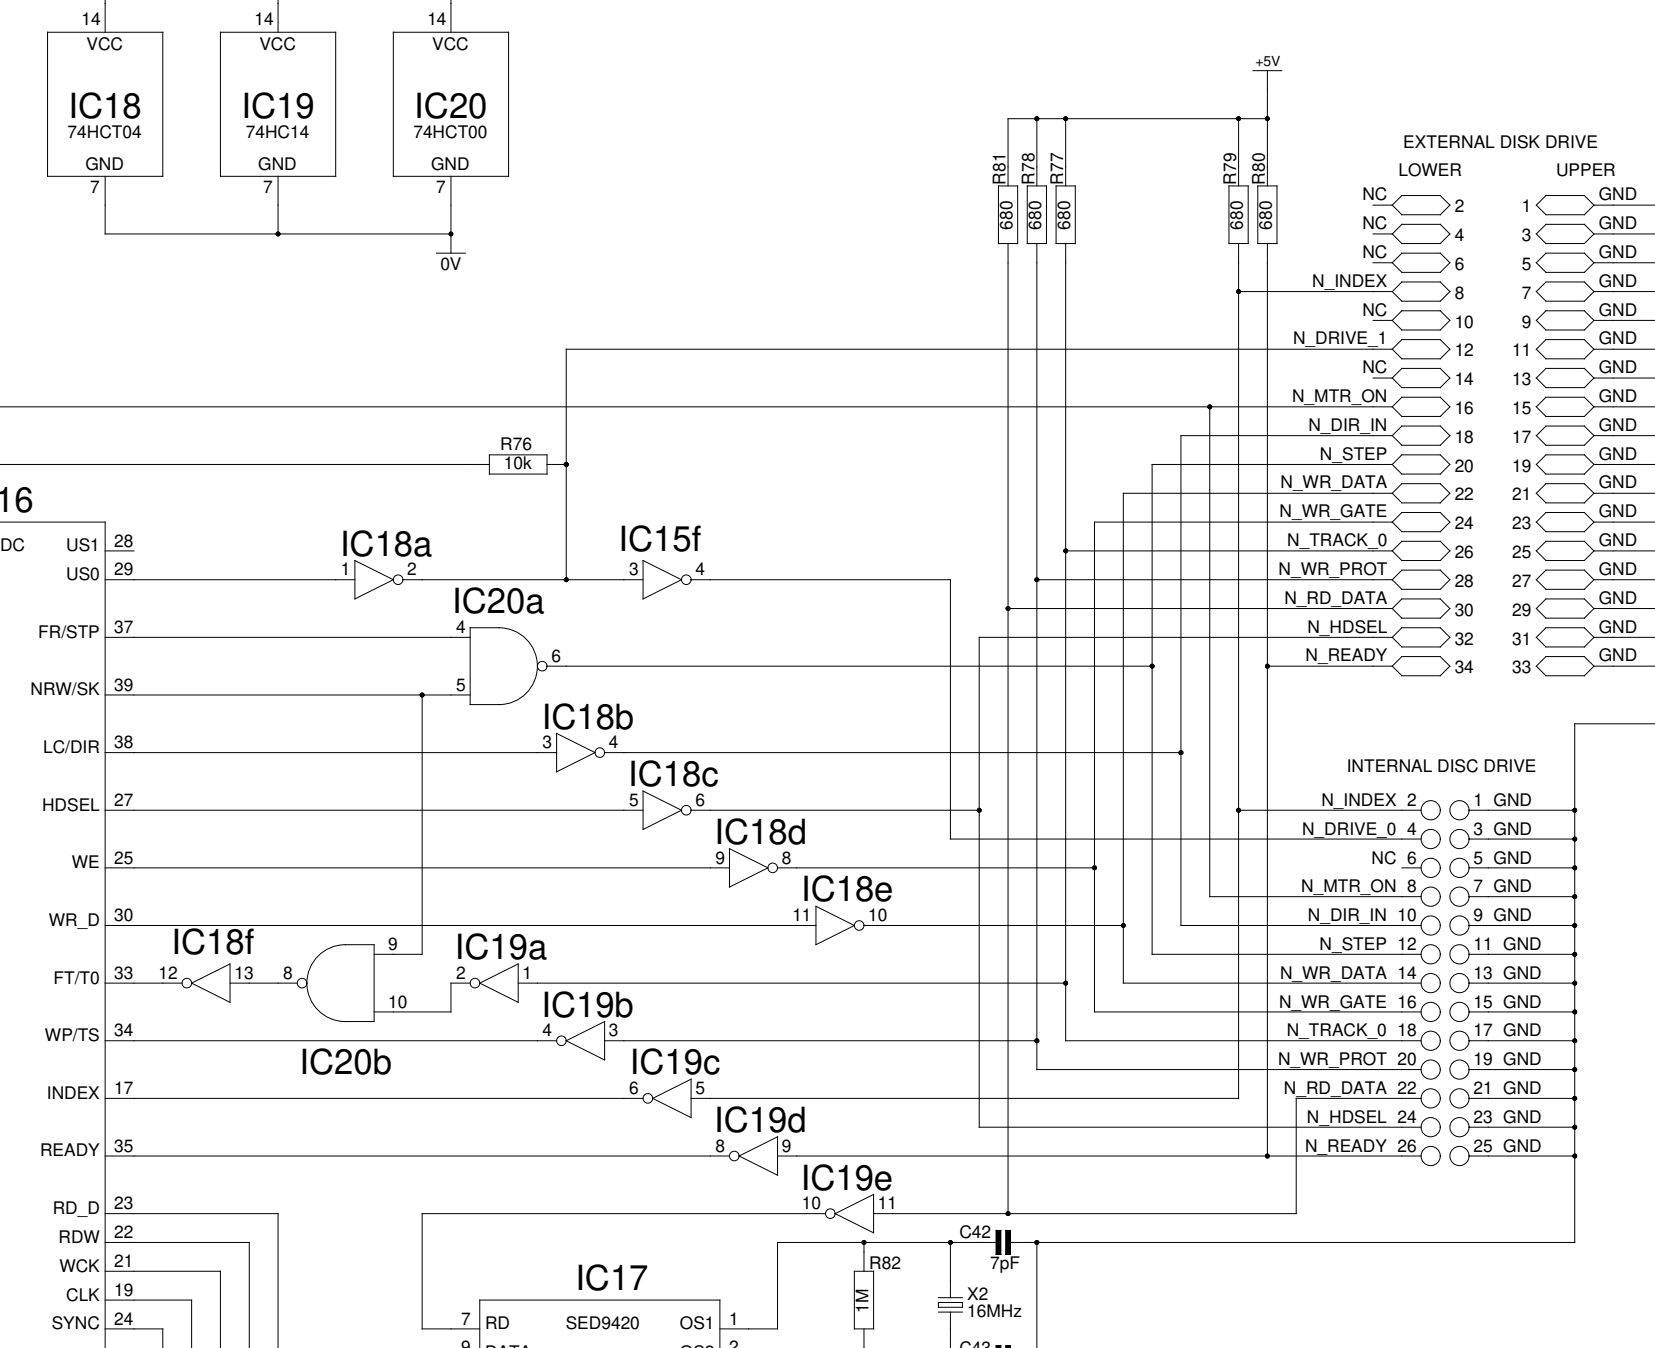 14 14 14
VCC VCC VCC
IC18 IC19 IC20
74HCT04 74HC14 74HCT00
GND GND GND
7 7 7
0V
+5V
R81 R78 R77 R79 R80
680 680 680 680 680
EXTERNAL DISK DRIVE
LOWER UPPER
NC 2 1 GND
NC 4 3 GND
NC 6 5 GND
N_INDEX 8 7 GND
NC 10 9 GND
N_DRIVE_1 12 11 GND
NC 14 13 GND
N_MTR_ON 16 15 GND
N_DIR_IN 18 17 GND
N_STEP 20 19 GND
N_WR_DATA 22 21 GND
N_WR_GATE 24 23 GND
N_TRACK_0 26 25 GND
N_WR_PROT 28 27 GND
N_RD_DATA 30 29 GND
N_HDSEL 32 31 GND
N_READY 34 33 GND
R76
10k
16
DC US1 28
US0 29
IC18a
1 2
IC15f
3 4
IC20a
FR/STP 37 4
6
NRW/SK 39 5
IC18b
LC/DIR 38 3 4
IC18c
HDSEL 27 5 6
IC18d
WE 25 9 8
IC18e
WR_D 30 11 10
IC18f
9
IC19a
FT/T0 33 12 13 8 2 1
10
IC19b
WP/TS 34 4 3
IC20b
IC19c
INDEX 17 6 5
IC19d
READY 35 8 9
IC19e
10 11
RD_D 23
RDW 22
WCK 21
CLK 19
SYNC 24
INTERNAL DISC DRIVE
N_INDEX 2 1 GND
N_DRIVE_0 4 3 GND
NC 6 5 GND
N_MTR_ON 8 7 GND
N_DIR_IN 10 9 GND
N_STEP 12 11 GND
N_WR_DATA 14 13 GND
N_WR_GATE 16 15 GND
N_TRACK_0 18 17 GND
N_WR_PROT 20 19 GND
N_RD_DATA 22 21 GND
N_HDSEL 24 23 GND
N_READY 26 25 GND
C42
7pF
R82
1M
X2
16MHz
IC17
7 RD SED9420 OS1 1